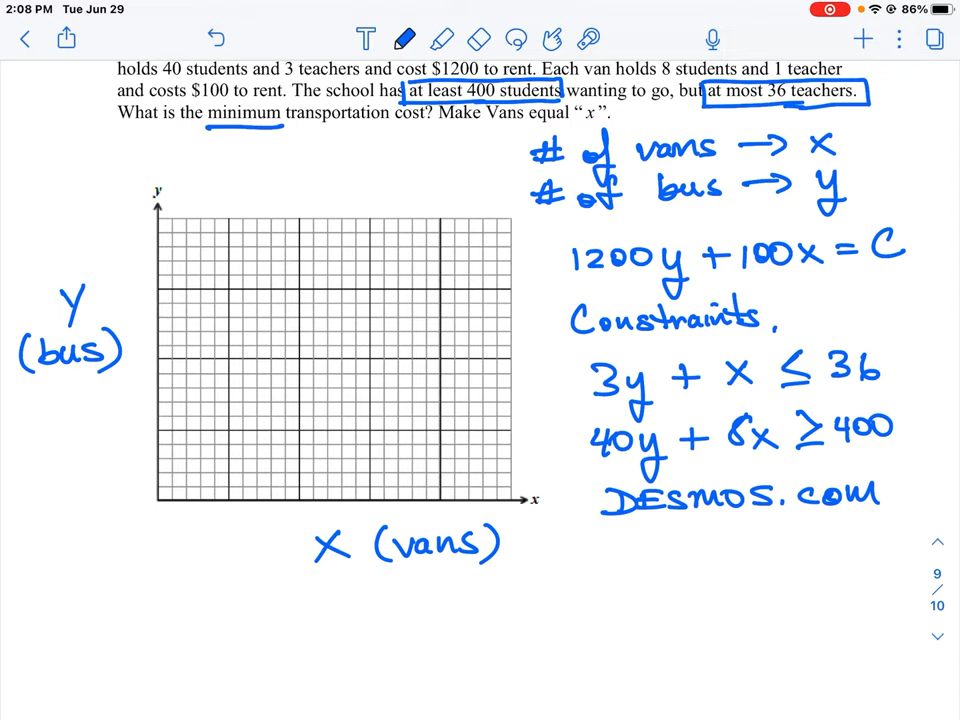 2:08 PM Tue Jun 29
86%
holds 40 students and 3 teachers and cost $1200 to rent. Each van holds 8 students and 1 teacher
and costs $100 to rent. The school has at least 400 students wanting to go, but at most 36 teachers.
What is the minimum transportation cost? Make Vans equal “x”.
# of vans → x
# of bus → y
1200y + 100x = C
Constraints.
3y + x ≤ 36
40y + 8x ≥ 400
DESMOS.COM
y
Y
(bus)
x
X (vans)
9
/
10
T